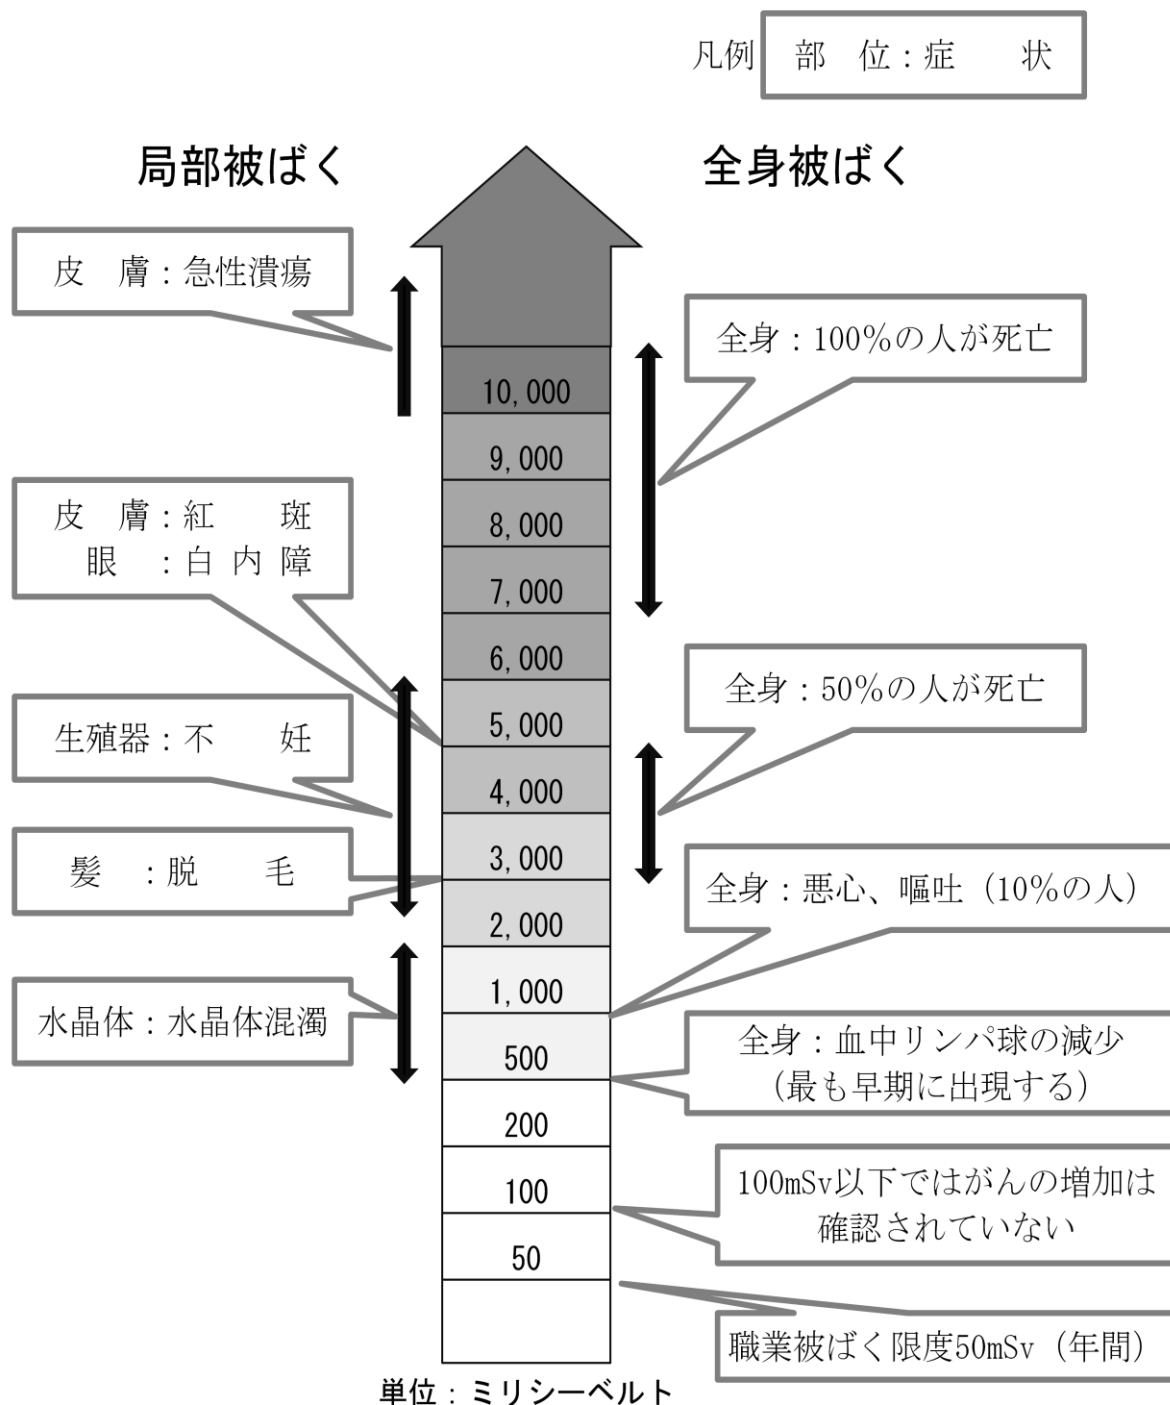 凡例 部　位：症　　状
局部被ばく
全身被ばく
皮　膚：急性潰瘍
全身：100％の人が死亡
10,000
9,000
皮　膚：紅　　斑
眼　：白 内 障
8,000
7,000
6,000
全身：50％の人が死亡
生殖器：不　　妊
5,000
4,000
髪　：脱　　毛
3,000
全身：悪心、嘔吐（10％の人）
2,000
水晶体：水晶体混濁
1,000
500
全身：血中リンパ球の減少
（最も早期に出現する）
200
100
100mSv以下ではがんの増加は
確認されていない
50
職業被ばく限度50mSv（年間）
単位：ミリシーベルト